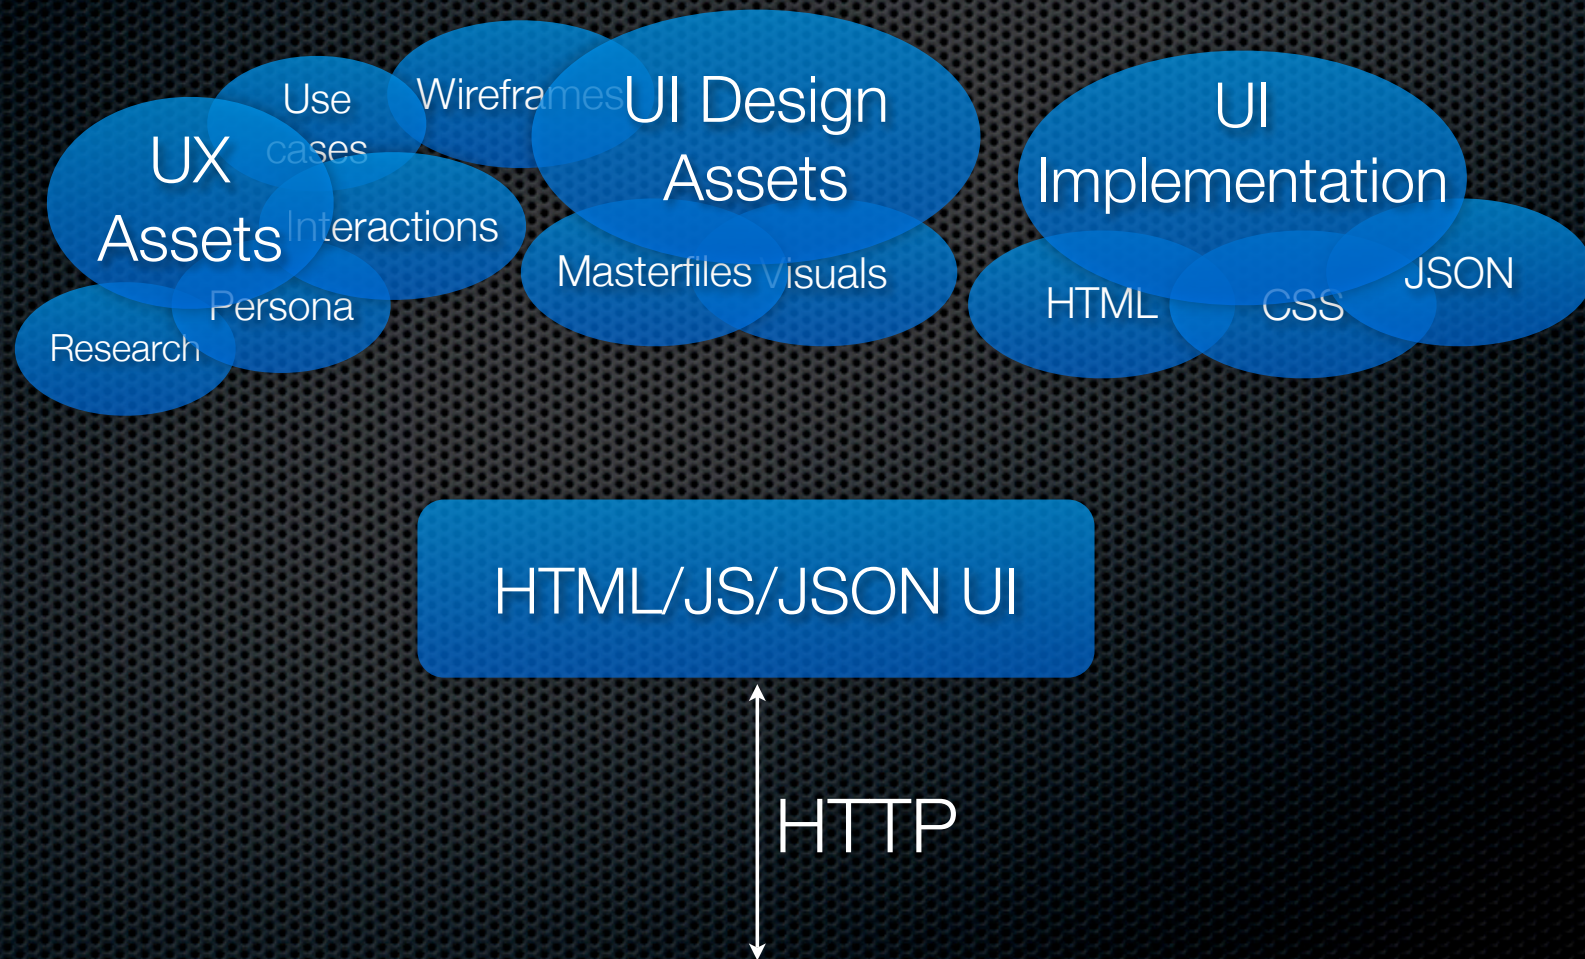 Use
cases
Wireframes
UX
Assets
Interactions
Persona
Research
UI Design
Assets
Masterfiles
Visuals
UI
Implementation
HTML
CSS
JSON
HTML/JS/JSON UI
HTTP